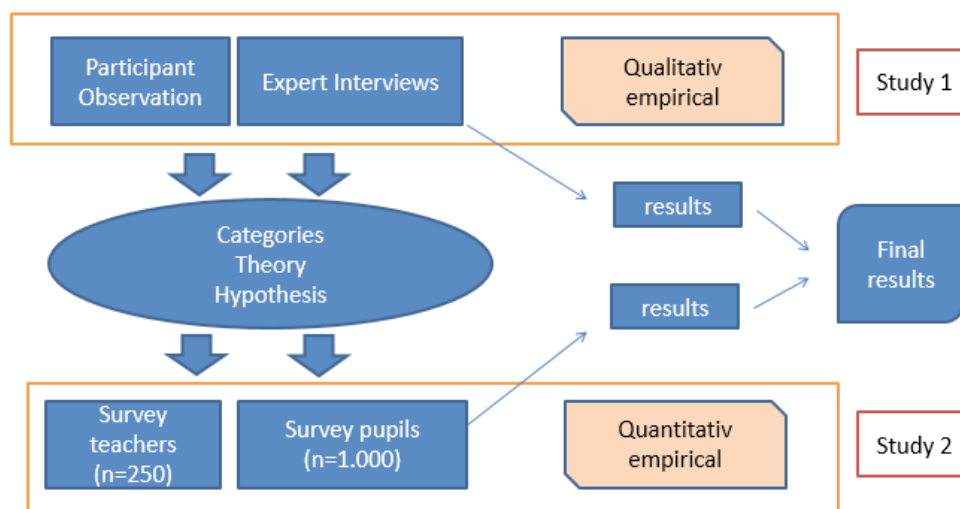 Participant
Observation
Expert Interviews
Qualitativ
empirical
Study 1
Categories
Theory
Hypothesis
results
results
Final
results
Survey
teachers
(n=250)
Survey pupils
(n=1.000)
Quantitativ
empirical
Study 2